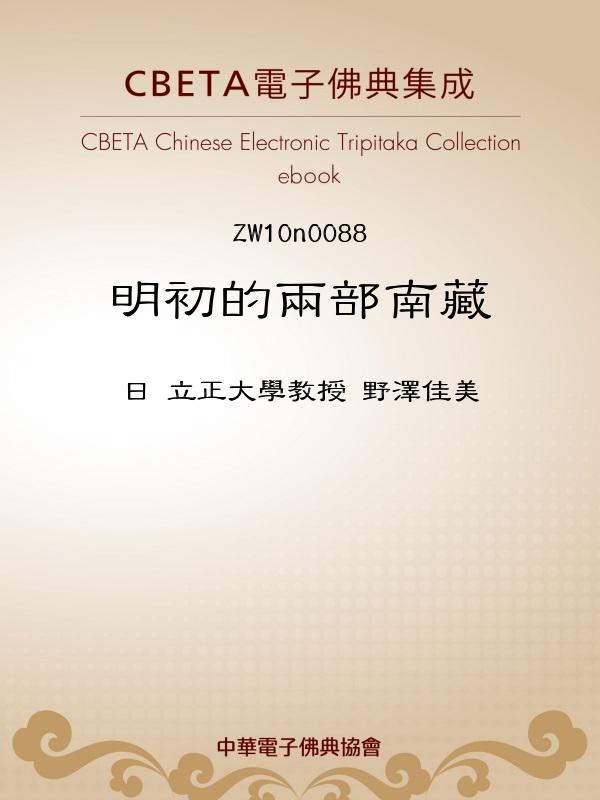 CBETA電子佛典集成
CBETA Chinese Electronic Tripitaka Collection
ebook
ZW10n0088
明初的兩部南藏
日 立正大學教授 野澤佳美
中華電子佛典協會